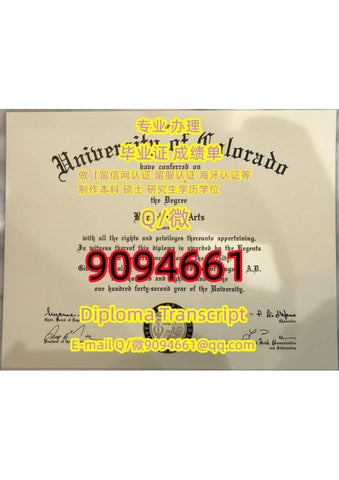 专业办理
University of Colorado
毕业证 成绩单
have conferred on
做【留信网认证 留服认证 海牙认证等
制作本科 硕士 研究生学历学位
the Degree
Arts
Q/微
with all the rights and privileges thereunto appertaining.
In witness thereof this diploma is awarded by the Regents
9094661
A.D.
one hundred forty-second year of the University.
Diploma Transcript
Chancellor
E-mail Q/微9094661@qq.com